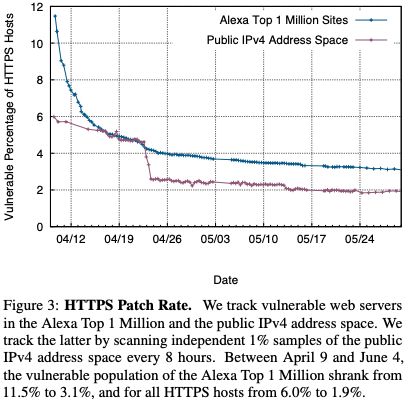 12
10
8
6
4
2
0
Vulnerable Percentage of HTTPS Hosts
Alexa Top 1 Million Sites
Public IPv4 Address Space
04/12 04/19 04/26 05/03 05/10 05/17 05/24
Date
Figure 3: HTTPS Patch Rate. We track vulnerable web servers
in the Alexa Top 1 Million and the public IPv4 address space. We
track the latter by scanning independent 1% samples of the public
IPv4 address space every 8 hours. Between April 9 and June 4,
the vulnerable population of the Alexa Top 1 Million shrank from
11.5% to 3.1%, and for all HTTPS hosts from 6.0% to 1.9%.